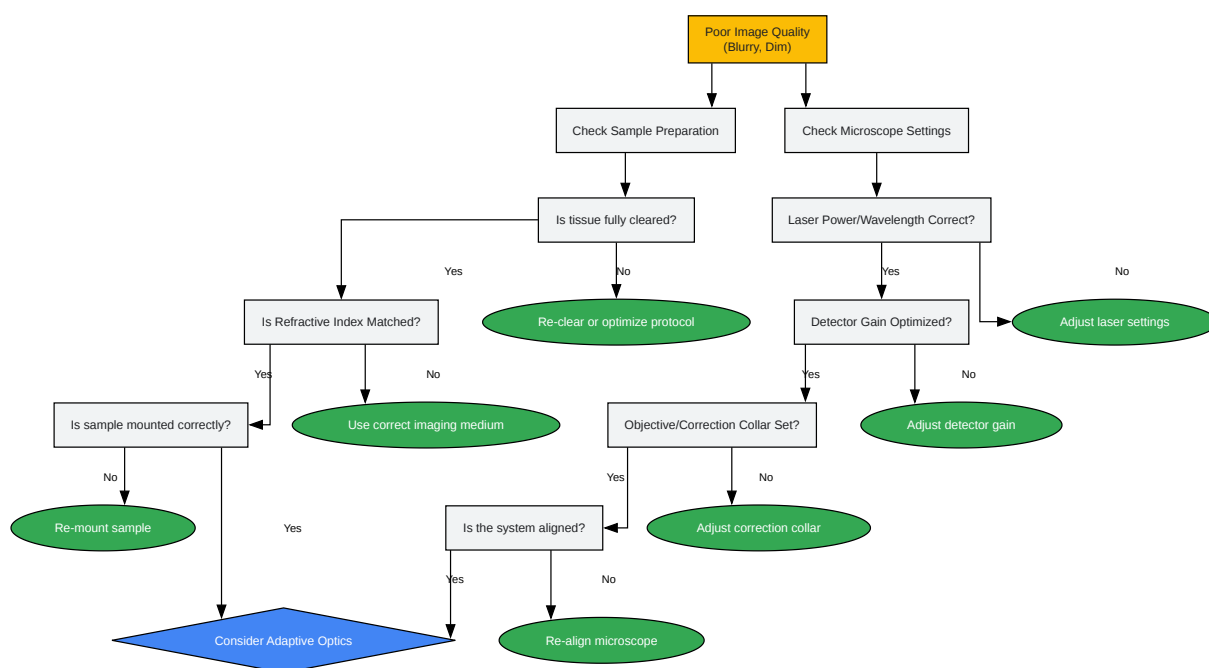 Poor Image Quality
(Blurry, Dim)
Check Sample Preparation
Check Microscope Settings
Is tissue fully cleared?
Laser Power/Wavelength Correct?
Yes
No
Yes
No
Is Refractive Index Matched?
Re-clear or optimize protocol
Detector Gain Optimized?
Adjust laser settings
Yes
No
Yes
No
Is sample mounted correctly?
Use correct imaging medium
Objective/Correction Collar Set?
Adjust detector gain
No
Yes
No
Re-mount sample
Yes
Is the system aligned?
Adjust correction collar
Yes
No
Consider Adaptive Optics
Re-align microscope